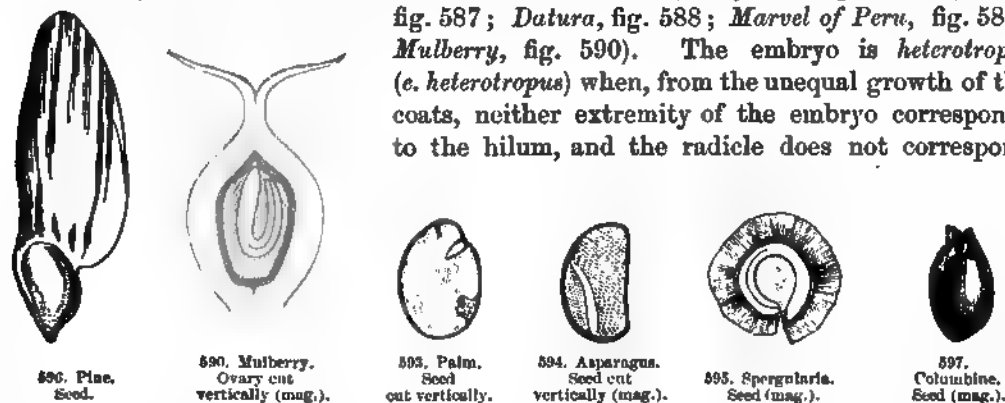 fig. 587; Datura, fig. 588; Marvel of Peru, fig. 58
Mulberry, fig. 590). The embryo is heterotrop
(e. heterotropus) when, from the unequal growth of t
coats, neither extremity of the embryo correspon
to the hilum, and the radicle does not correspon
596. Pine.
Seed.
590. Mulberry.
Ovary cut
vertically (mag.).
593. Palm.
Seed
cut vertically.
594. Asparagus.
Seed cut
vertically (mag.).
595. Spergularia.
Seed (mag.).
597.
Columbine.
Seed (mag.).